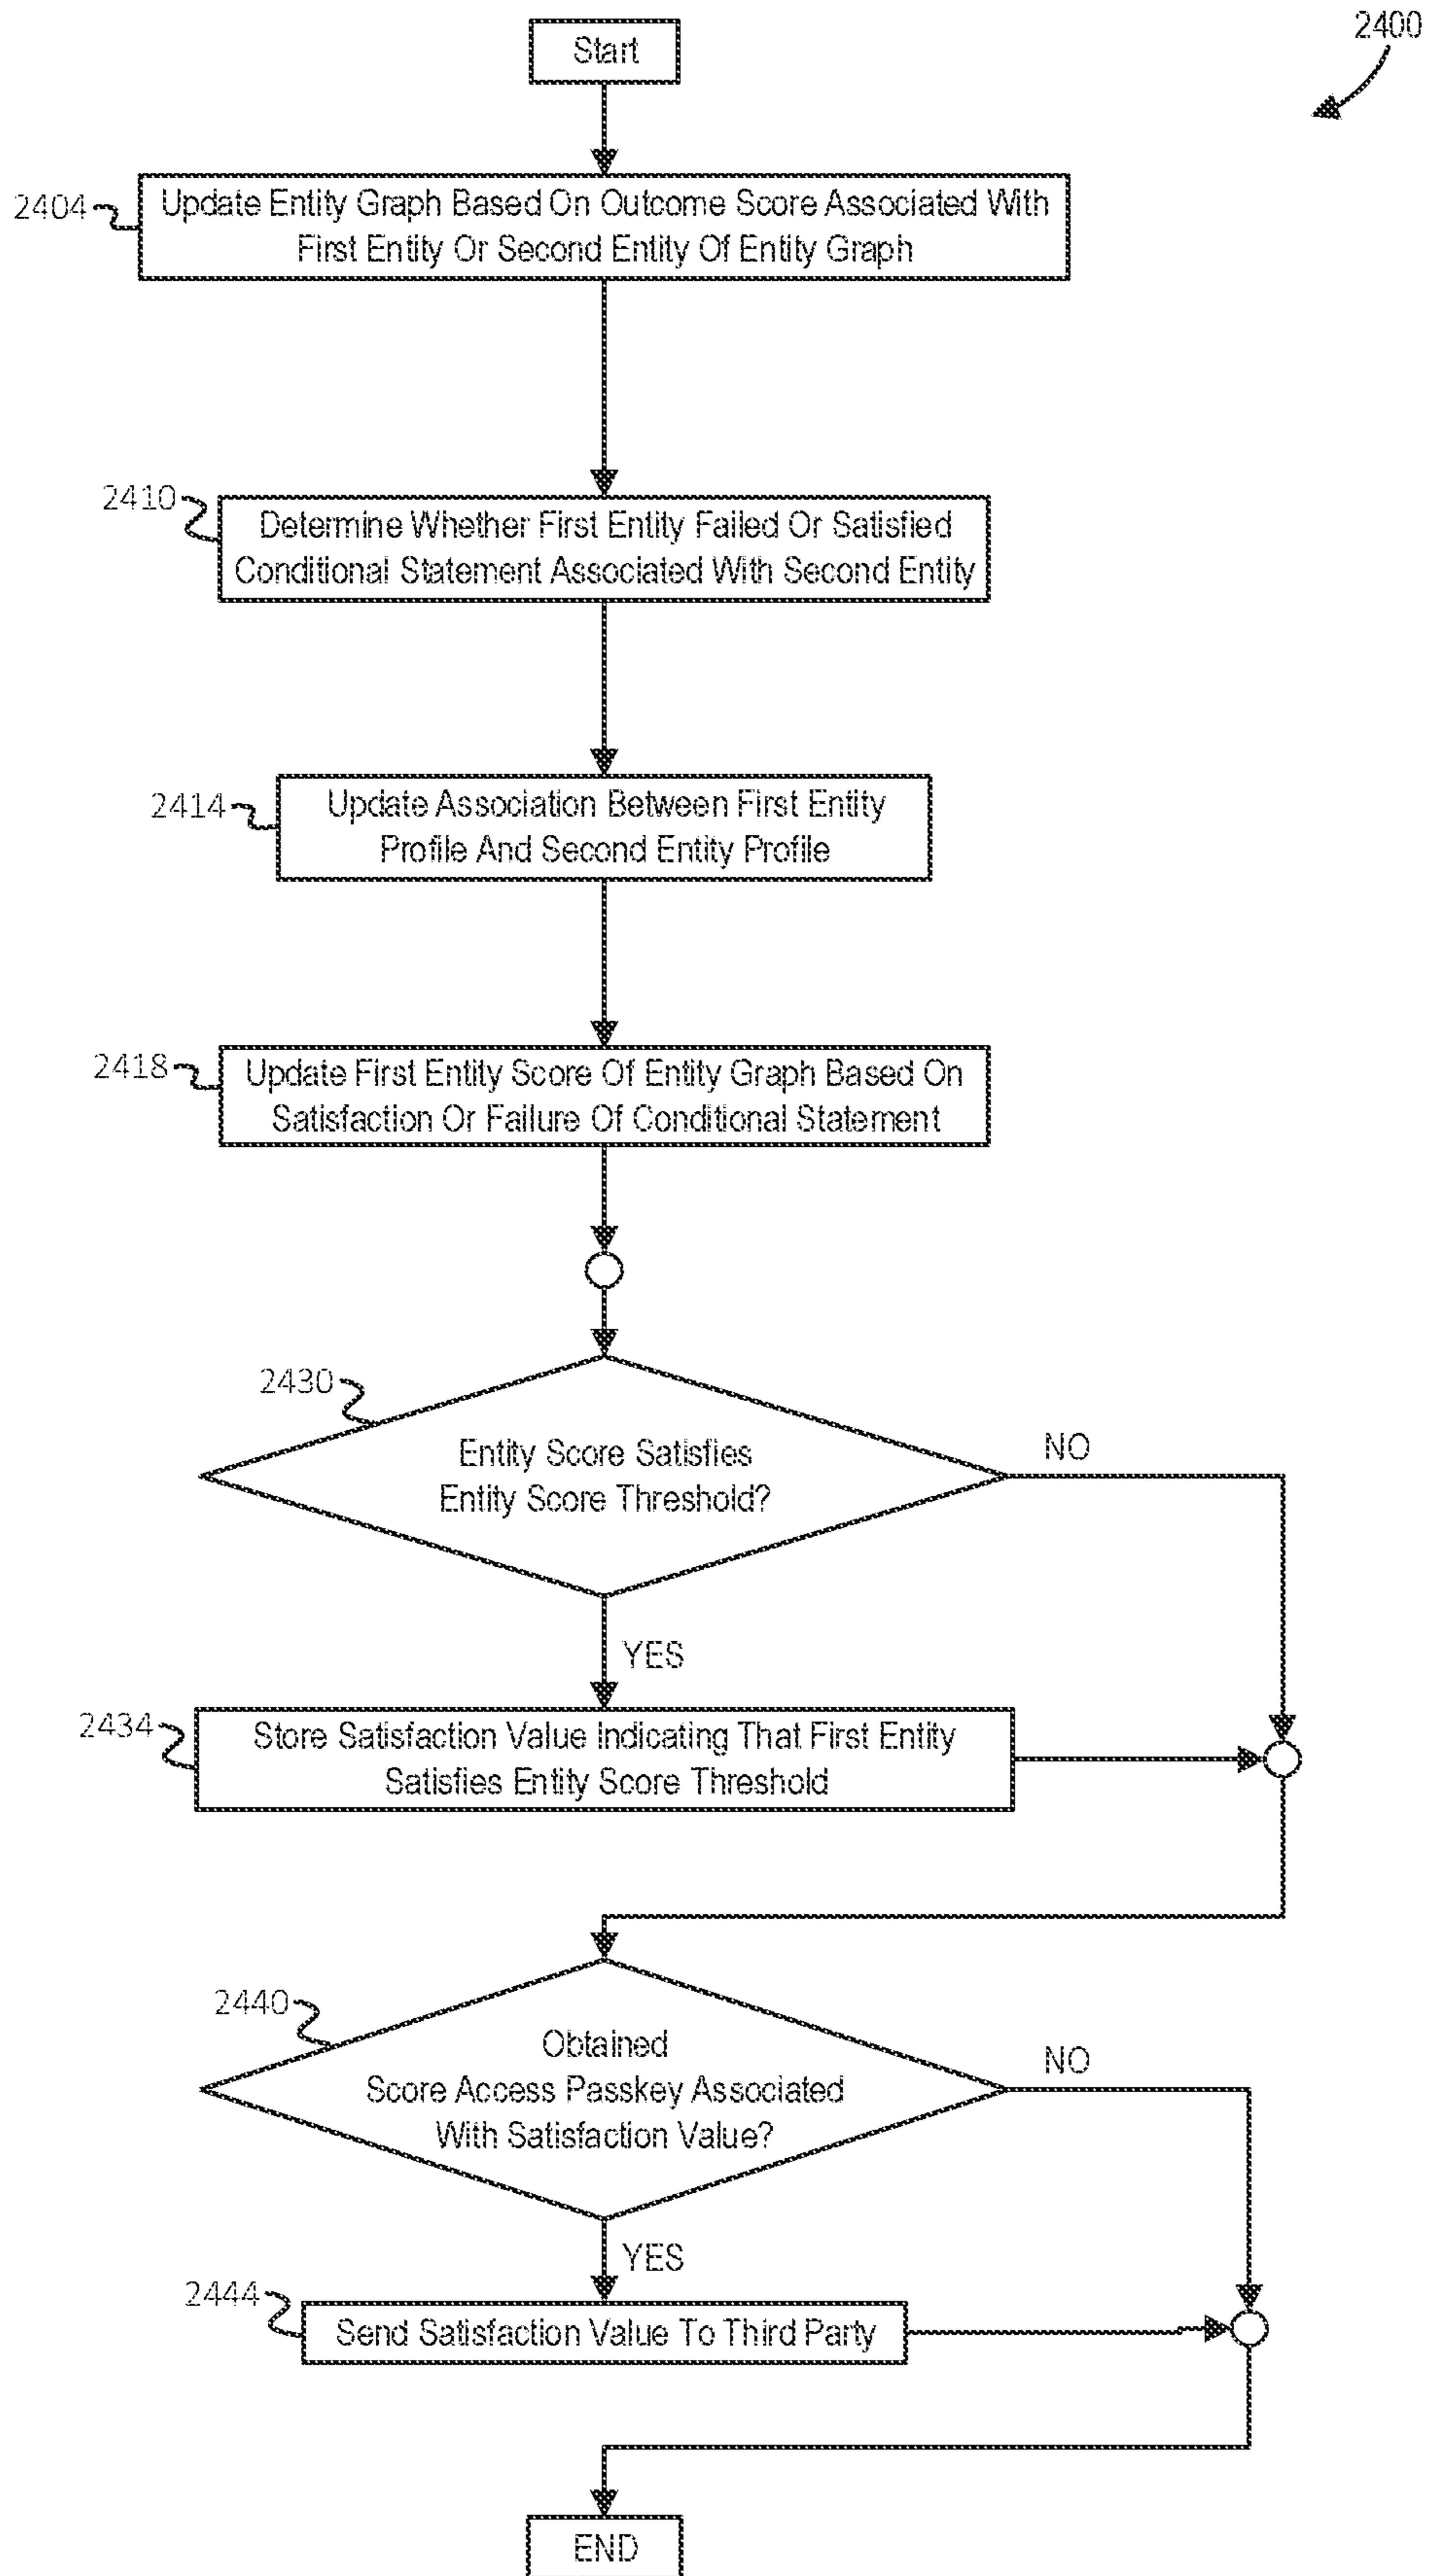 2400
Start
2404
Update Entity Graph Based On Outcome Score Associated With
First Entity Or Second Entity Of Entity Graph
2410
Determine Whether First Entity Failed Or Satisfied
Conditional Statement Associated With Second Entity
2414
Update Association Between First Entity
Profile And Second Entity Profile
2418
Update First Entity Score Of Entity Graph Based On
Satisfaction Or Failure Of Conditional Statement
2430
Entity Score Satisfies
Entity Score Threshold?
NO
YES
2434
Store Satisfaction Value Indicating That First Entity
Satisfies Entity Score Threshold
2440
Obtained
Score Access Passkey Associated
With Satisfaction Value?
NO
YES
2444
Send Satisfaction Value To Third Party
END